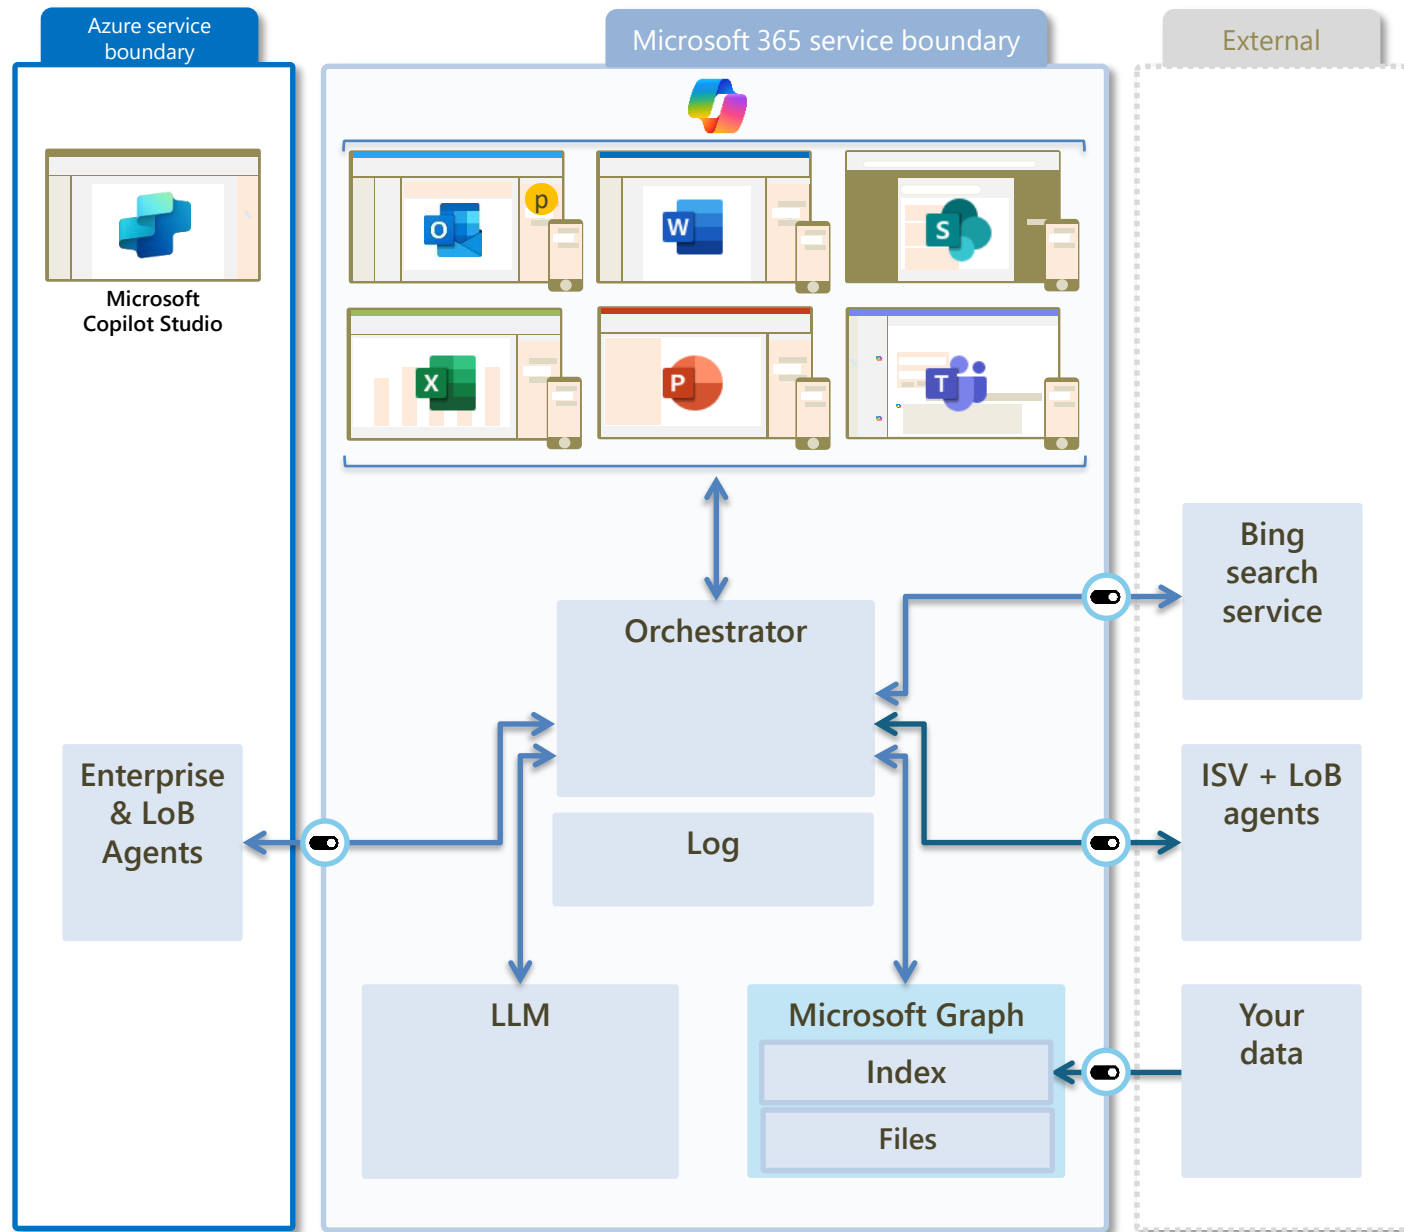 Azure service
boundary
Microsoft 365 service boundary
External
Microsoft
Copilot Studio
O
p
W
S
X
P
T
Orchestrator
Log
LLM
Microsoft Graph
Index
Files
Enterprise
& LoB
Agents
Bing
search
service
ISV + LoB
agents
Your
data